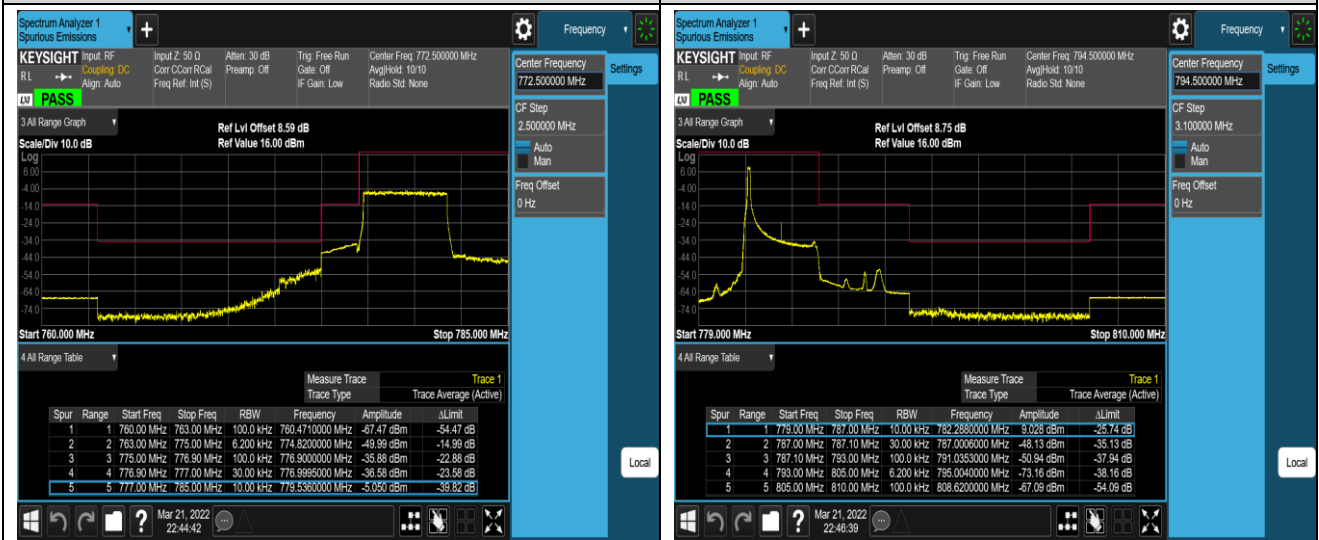 Spectrum Analyzer 1
Spurious Emissions
+
Frequency
KEYSIGHT Input: RF Input Z: 50 Ω Atten: 30 dB Trig: Free Run Center Freq: 772.500000 MHz
RL Coupling: DC Corr CCorr RCal Preamp: Off Gate: Off Avg|Hold: 10/10
Align: Auto Freq Ref: Int (S) IF Gain: Low Radio Std: None
LXI PASS
Center Frequency
772.500000 MHz
Settings
CF Step
2.500000 MHz
Auto
Man
Freq Offset
0 Hz
3 All Range Graph
Ref Lvl Offset 8.59 dB
Scale/Div 10.0 dB Ref Value 16.00 dBm
Log
6.00
-4.00
-14.0
-24.0
-34.0
-44.0
-54.0
-64.0
-74.0
Start 760.000 MHz Stop 785.000 MHz
4 All Range Table
Measure Trace Trace 1
Trace Type Trace Average (Active)
Spur Range Start Freq Stop Freq RBW Frequency Amplitude ΔLimit
1 1 760.00 MHz 763.00 MHz 100.0 kHz 760.4710000 MHz -67.47 dBm -54.47 dB
2 2 763.00 MHz 775.00 MHz 6.200 kHz 774.8200000 MHz -49.99 dBm -14.99 dB
3 3 775.00 MHz 776.90 MHz 100.0 kHz 776.9000000 MHz -35.88 dBm -22.88 dB
4 4 776.90 MHz 777.00 MHz 30.00 kHz 776.9995000 MHz -36.58 dBm -23.58 dB
5 5 777.00 MHz 785.00 MHz 10.00 kHz 779.5360000 MHz -5.050 dBm -39.82 dB
Local
?
Mar 21, 2022
22:44:42
Spectrum Analyzer 1
Spurious Emissions
+
Frequency
KEYSIGHT Input: RF Input Z: 50 Ω Atten: 30 dB Trig: Free Run Center Freq: 794.500000 MHz
RL Coupling: DC Corr CCorr RCal Preamp: Off Gate: Off Avg|Hold: 10/10
Align: Auto Freq Ref: Int (S) IF Gain: Low Radio Std: None
LXI PASS
Center Frequency
794.500000 MHz
Settings
CF Step
3.100000 MHz
Auto
Man
Freq Offset
0 Hz
3 All Range Graph
Ref Lvl Offset 8.75 dB
Scale/Div 10.0 dB Ref Value 16.00 dBm
Log
6.00
-4.00
-14.0
-24.0
-34.0
-44.0
-54.0
-64.0
-74.0
Start 779.000 MHz Stop 810.000 MHz
4 All Range Table
Measure Trace Trace 1
Trace Type Trace Average (Active)
Spur Range Start Freq Stop Freq RBW Frequency Amplitude ΔLimit
1 1 779.00 MHz 787.00 MHz 10.00 kHz 782.2880000 MHz 9.028 dBm -25.74 dB
2 2 787.00 MHz 787.10 MHz 30.00 kHz 787.0006000 MHz -48.13 dBm -35.13 dB
3 3 787.10 MHz 793.00 MHz 100.0 kHz 791.0353000 MHz -50.94 dBm -37.94 dB
4 4 793.00 MHz 805.00 MHz 6.200 kHz 795.0040000 MHz -73.16 dBm -38.16 dB
5 5 805.00 MHz 810.00 MHz 100.0 kHz 808.6200000 MHz -67.09 dBm -54.09 dB
Local
?
Mar 21, 2022
22:46:39